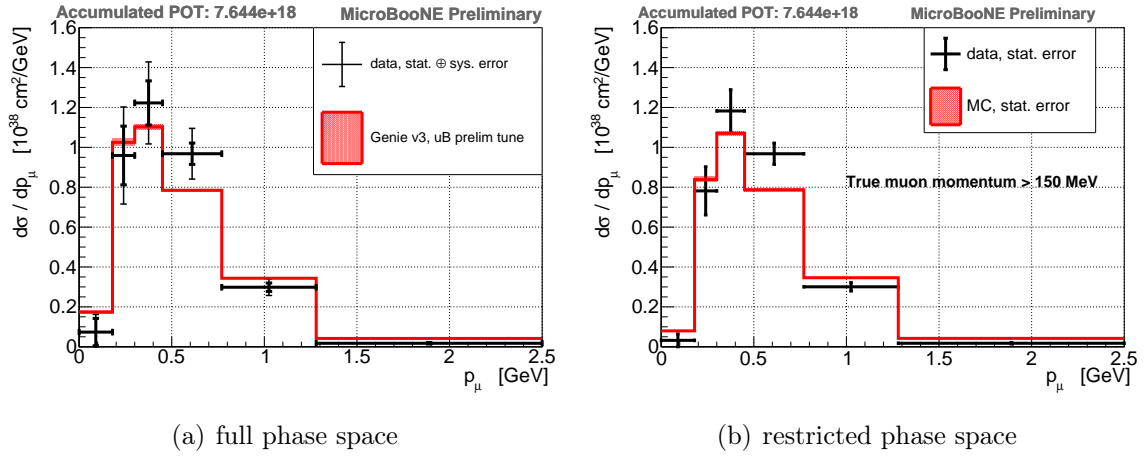 Accumulated POT: 7.644e+18 MicroBooNE Preliminary
dσ / dp_μ [10^38 cm^2/GeV]
1.6
1.4
1.2
1
0.8
0.6
0.4
0.2
0
data, stat. ⊕ sys. error
Genie v3, uB prelim tune
0 0.5 1 1.5 2 2.5
p_μ [GeV]
(a) full phase space
Accumulated POT: 7.644e+18 MicroBooNE Preliminary
dσ / dp_μ [10^38 cm^2/GeV]
1.6
1.4
1.2
1
0.8
0.6
0.4
0.2
0
data, stat. error
MC, stat. error
True muon momentum > 150 MeV
0 0.5 1 1.5 2 2.5
p_μ [GeV]
(b) restricted phase space